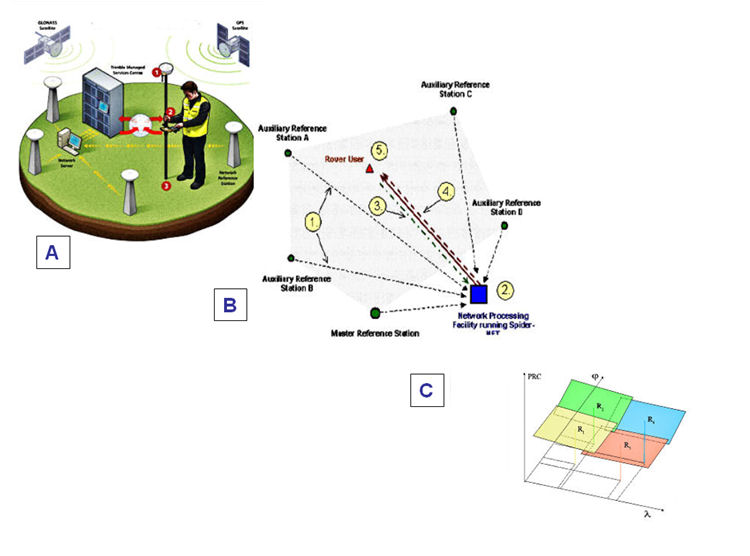 GLONASS
Satellite
GPS
Satellite
Trimble Managed
Services Centre
1
2
3
Network
Server
Network
Reference
Station
A
Auxiliary Reference
Station C
Auxiliary Reference
Station A
Rover User
5.
4.
3.
1.
Auxiliary Reference
Station D
2.
Auxiliary Reference
Station B
Master Reference Station
Network Processing
Facility running Spider-
NET
B
C
PRC
φ
R
R
R
R
λ